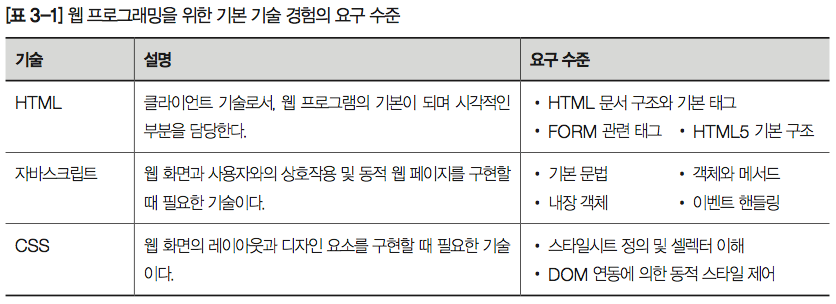 [표 3-1] 웹 프로그래밍을 위한 기본 기술 경험의 요구 수준
기술 설명 요구 수준
HTML 클라이언트 기술로서, 웹 프로그램의 기본이 되며 시각적인 • HTML 문서 구조와 기본 태그
부분을 담당한다. • FORM 관련 태그 • HTML5 기본 구조
자바스크립트 웹 화면과 사용자와의 상호작용 및 동적 웹 페이지를 구현할 • 기본 문법 • 객체와 메서드
때 필요한 기술이다. • 내장 객체 • 이벤트 핸들링
CSS 웹 화면의 레이아웃과 디자인 요소를 구현할 때 필요한 기술 • 스타일시트 정의 및 셀렉터 이해
이다. • DOM 연동에 의한 동적 스타일 제어